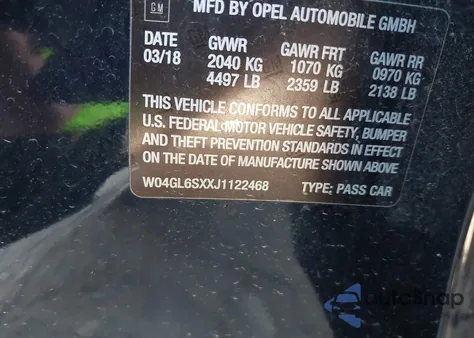 GM
MFD BY OPEL AUTOMOBILE GMBH
DATE GVWR GAWR FRT GAWR RR
03/18 2040 KG 1070 KG 0970 KG
4497 LB 2359 LB 2138 LB
THIS VEHICLE CONFORMS TO ALL APPLICABLE
U.S. FEDERAL MOTOR VEHICLE SAFETY, BUMPER
AND THEFT PREVENTION STANDARDS IN EFFECT
ON THE DATE OF MANUFACTURE SHOWN ABOVE
W04GL6SXXJ1122468 TYPE: PASS CAR
autoSnap